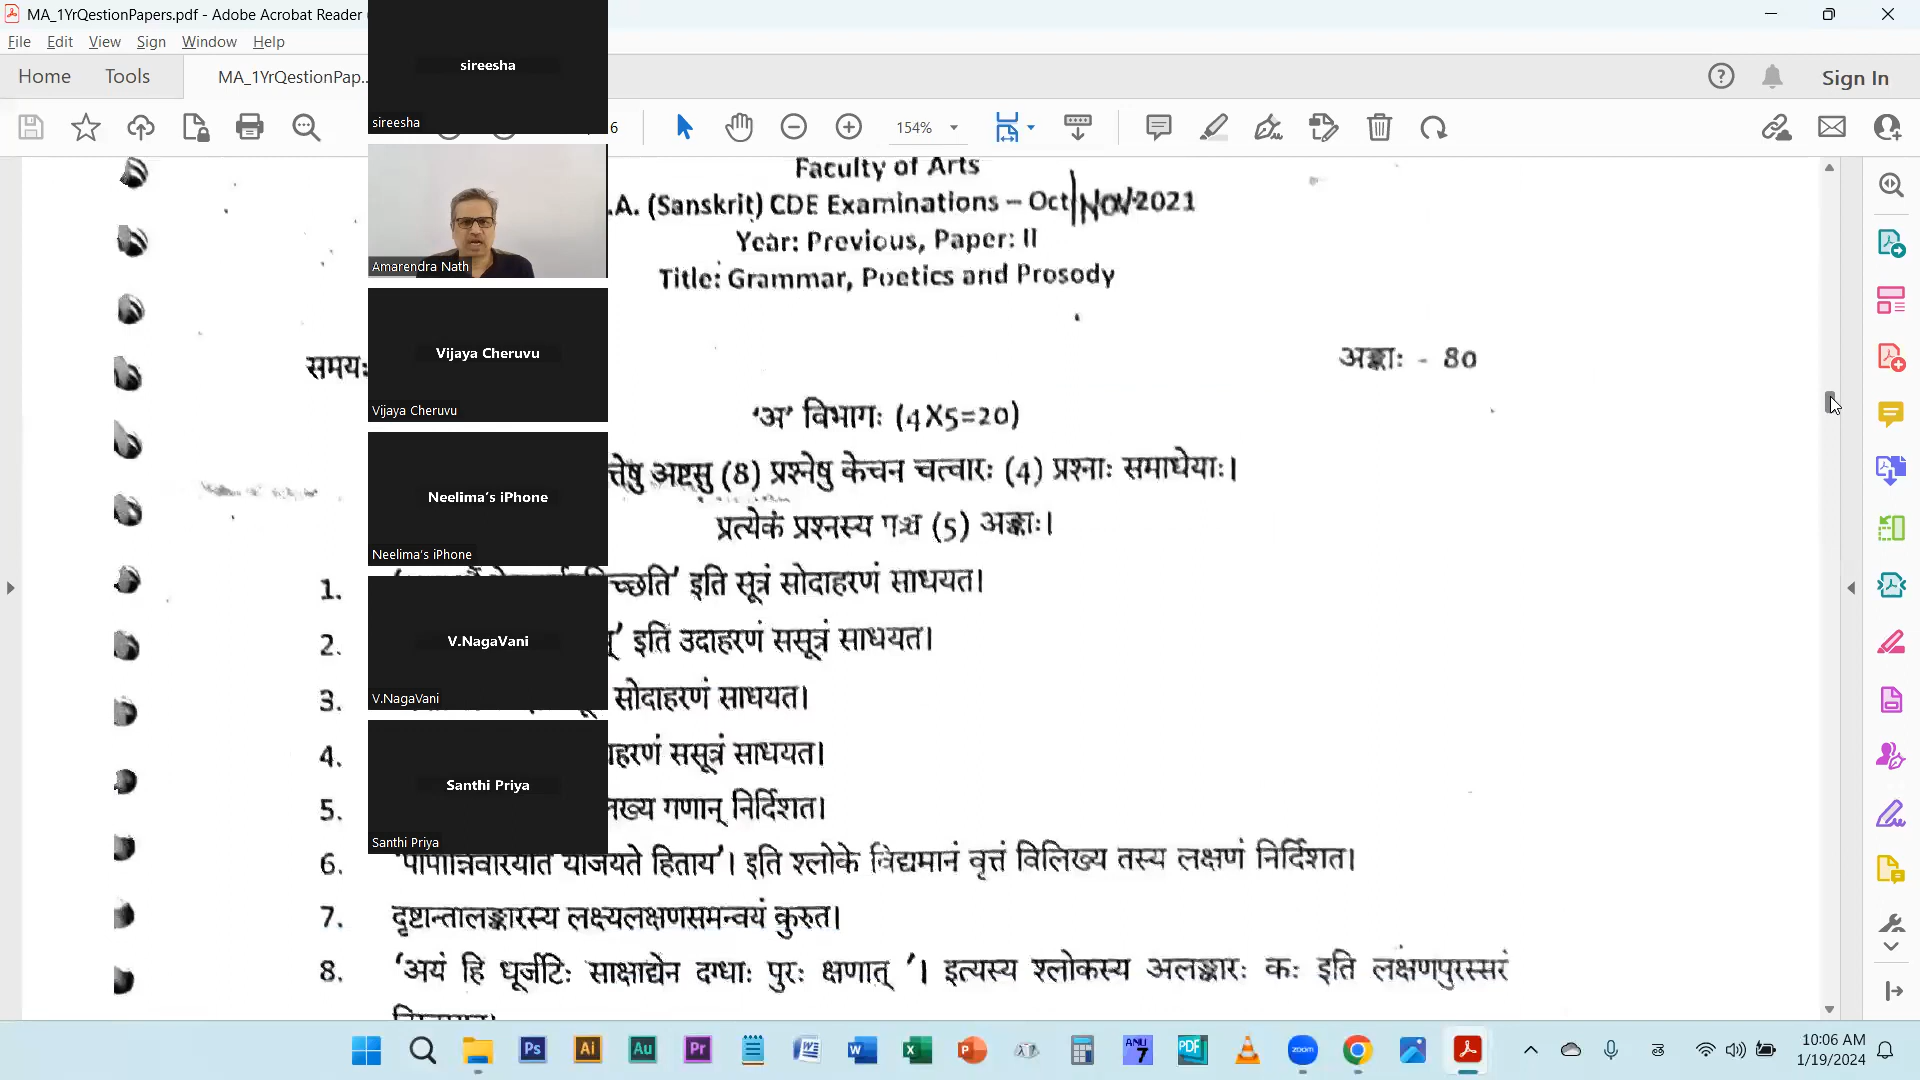 MA_1YrQestionPapers.pdf - Adobe Acrobat Reader
File Edit View Sign Window Help
Home Tools MA_1YrQestionPap... Sign In
6 154%
sireesha
sireesha
Amarendra Nath
Vijaya Cheruvu
Vijaya Cheruvu
Neelima's iPhone
Neelima's iPhone
V.NagaVani
V.NagaVani
Santhi Priya
Santhi Priya
Faculty of Arts
.A. (Sanskrit) CDE Examinations – Oct/Nov-2021
Year: Previous, Paper: II
Title: Grammar, Poetics and Prosody
समयः अङ्काः - 80
'अ' विभागः (4X5=20)
अष्टसु (8) प्रश्नेषु केचन चत्वारः (4) प्रश्नाः समाधेयाः।
प्रत्येकं प्रश्नस्य पञ्च (5) अङ्काः।
1. इति सूत्रं सोदाहरणं साधयत।
2. इति उदाहरणं ससूत्रं साधयत।
3. सोदाहरणं साधयत।
4. ससूत्रं साधयत।
5. गणान् निर्दिशत।
6. 'पापान्निवारयति योजयते हिताय'। इति श्लोके विद्यमानं वृत्तं विलिख्य तस्य लक्षणं निर्दिशत।
7. दृष्टान्तालङ्कारस्य लक्ष्यलक्षणसमन्वयं कुरुत।
8. 'अयं हि धूर्जटिः साक्षाद्येन दग्धाः पुरः क्षणात् '। इत्यस्य श्लोकस्य अलङ्कारः कः इति लक्षणपुरस्सरं
10:06 AM
1/19/2024